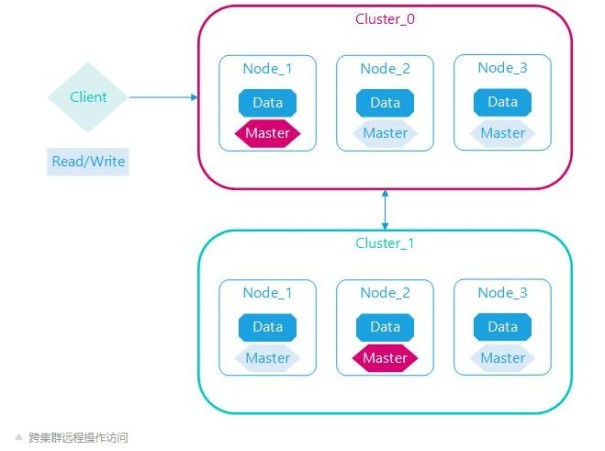 Cluster_0
Node_1 Node_2 Node_3
Client
Data Data Data
Master Master Master
Read/Write
Cluster_1
Node_1 Node_2 Node_3
Data Data Data
Master Master Master
跨集群远程操作访问